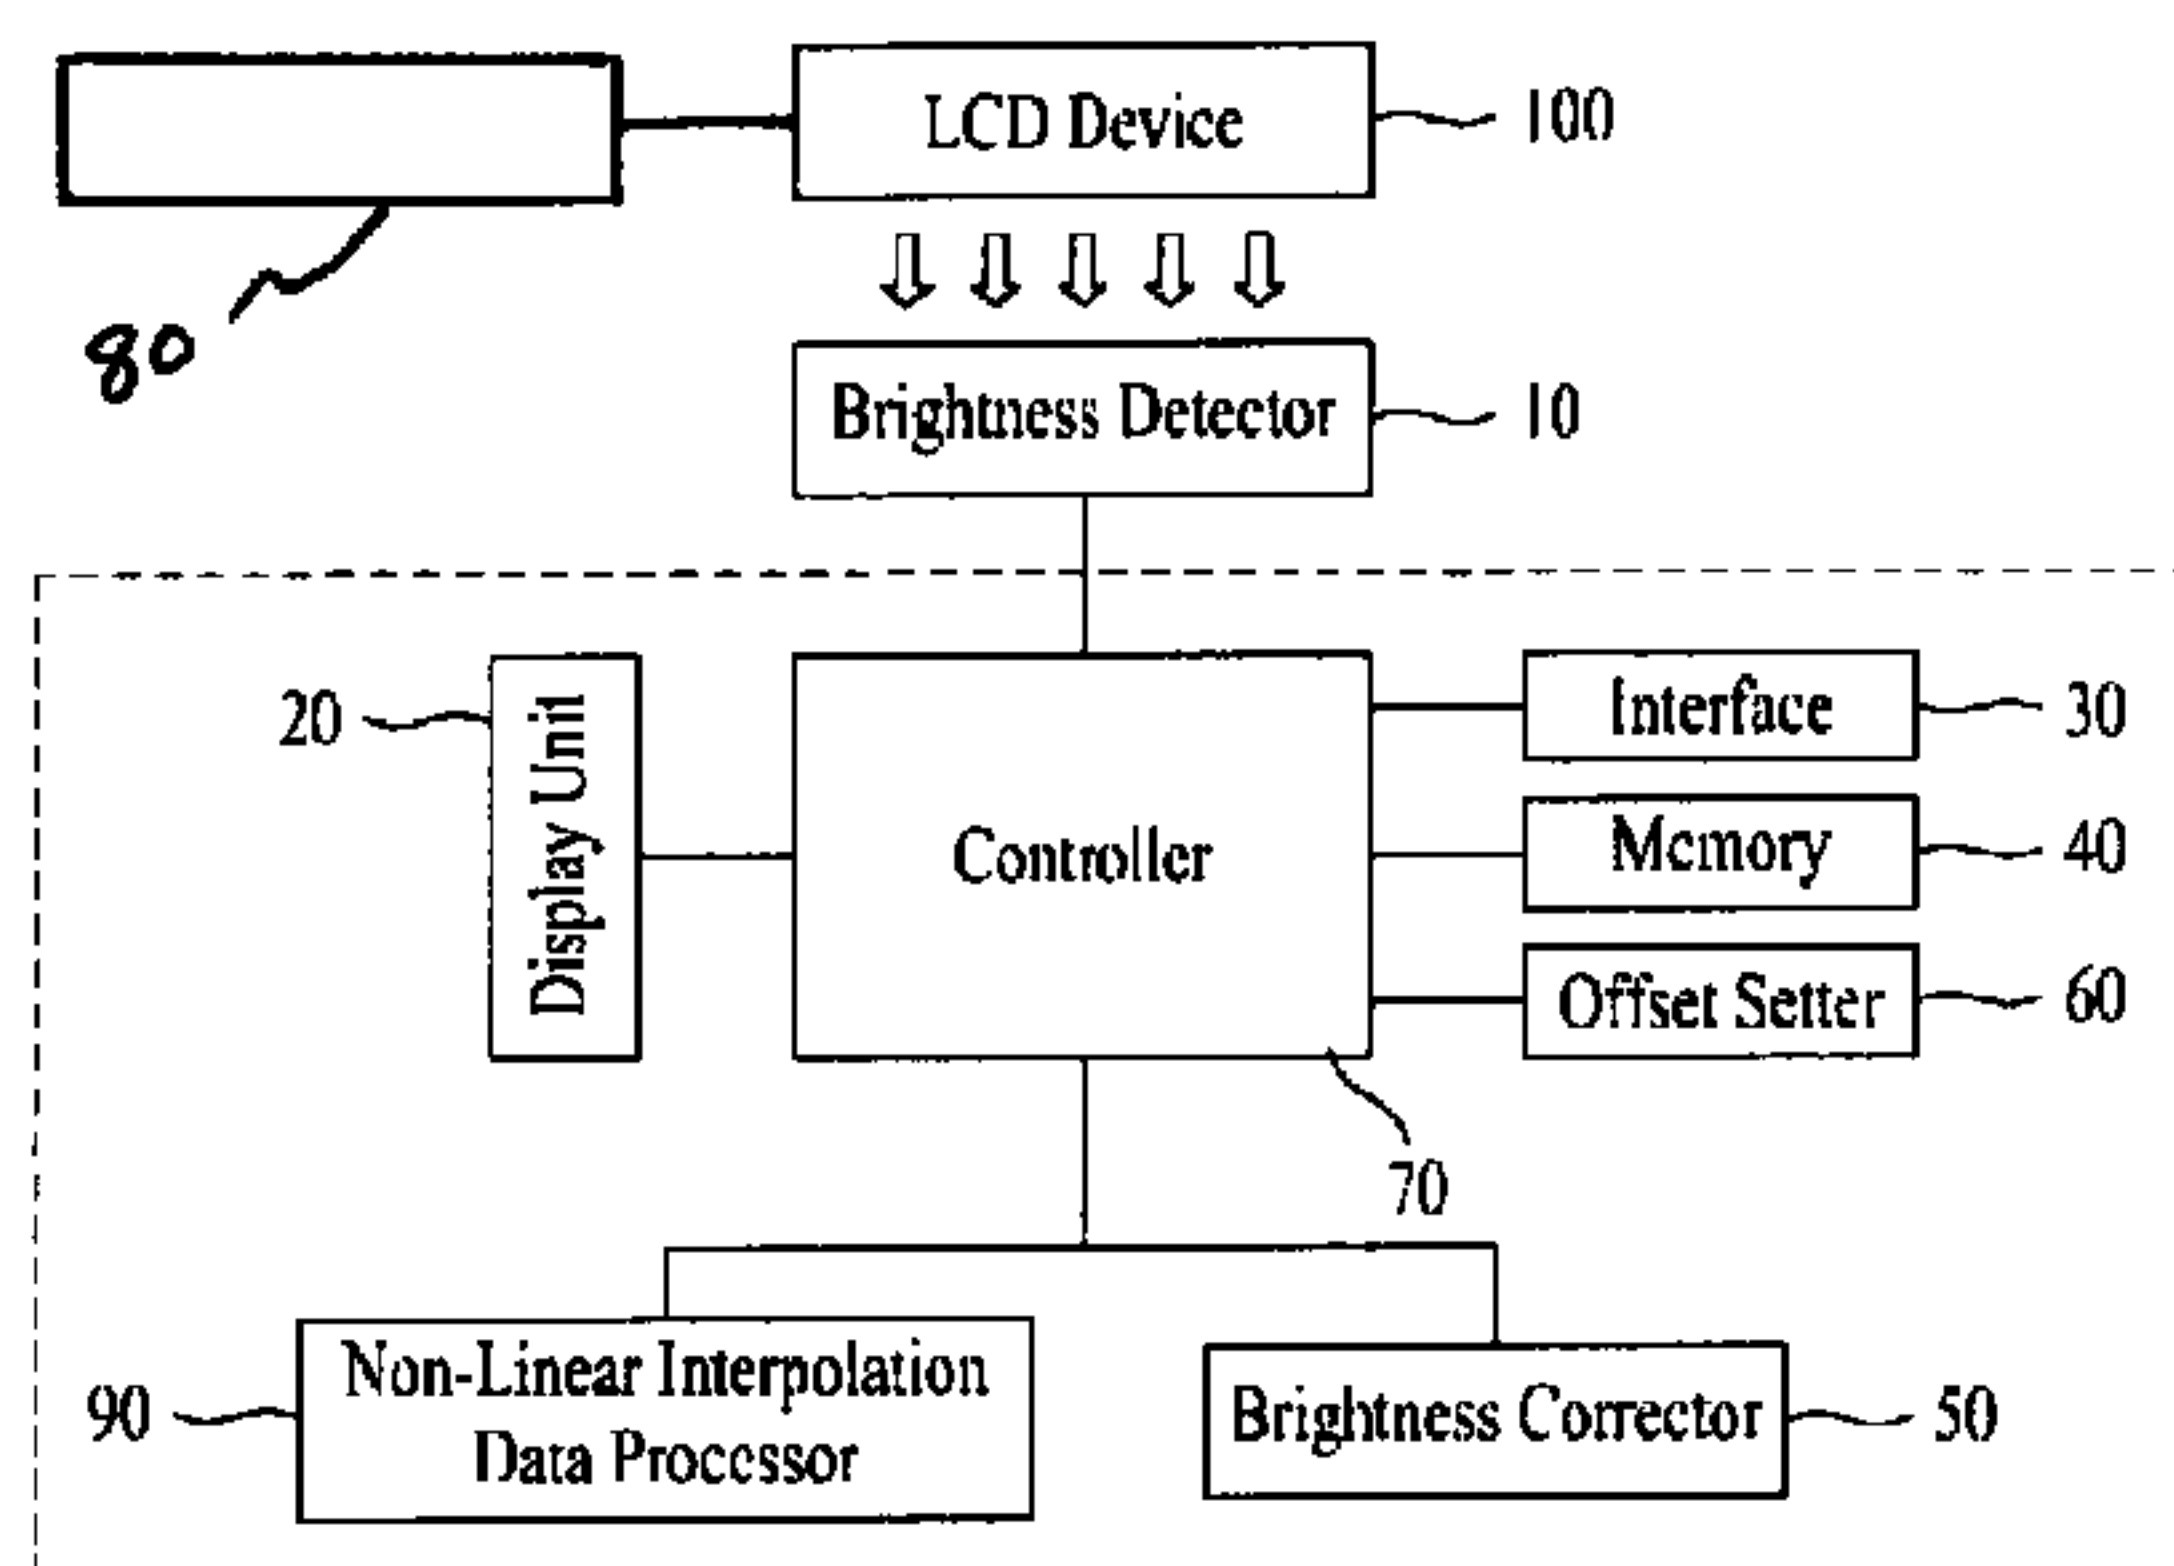 LCD Device
100
80
Brightness Detector
10
20
Display Unit
Controller
Interface
30
Memory
40
Offset Setter
60
70
90
Non-Linear Interpolation
Data Processor
Brightness Corrector
50